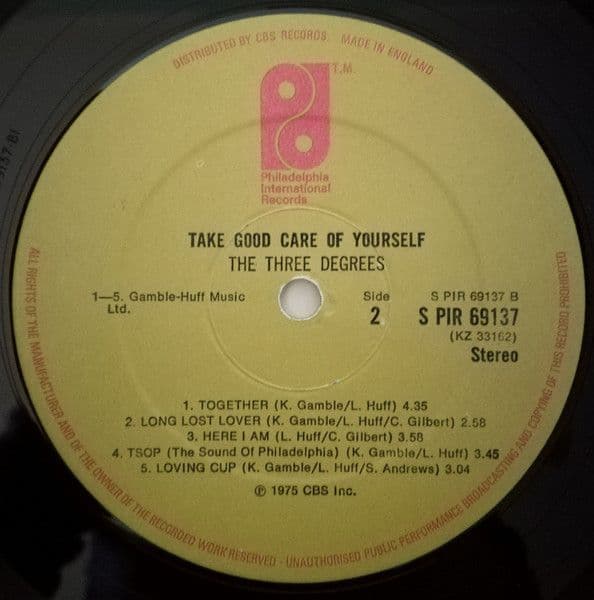 DISTRIBUTED BY CBS RECORDS. MADE IN ENGLAND
T.M.
Philadelphia
International
Records
TAKE GOOD CARE OF YOURSELF
THE THREE DEGREES
1—5. Gamble-Huff Music
Ltd.
Side
2
S PIR 69137 B
S PIR 69137
(KZ 33162)
Stereo
1. TOGETHER (K. Gamble/L. Huff) 4.35
2. LONG LOST LOVER (K. Gamble/L. Huff/C. Gilbert) 2.58
3. HERE I AM (L. Huff/C. Gilbert) 3.58
4. TSOP (The Sound Of Philadelphia) (K. Gamble/L. Huff) 3.45
5. LOVING CUP (K. Gamble/L. Huff/S. Andrews) 3.04
℗ 1975 CBS Inc.
ALL RIGHTS OF THE MANUFACTURER AND OF THE OWNER OF THE RECORDED WORK RESERVED - UNAUTHORISED PUBLIC PERFORMANCE BROADCASTING AND COPYING OF THIS RECORD PROHIBITED